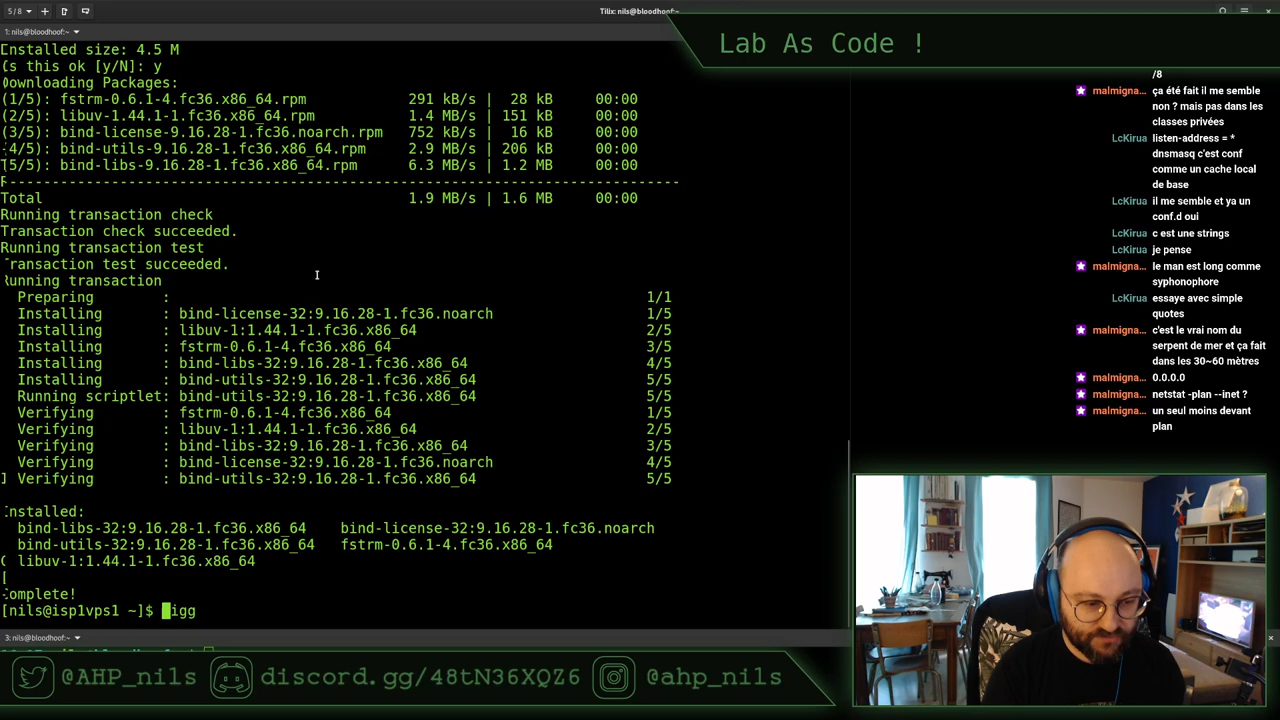 5/8
Tilix: nils@bloodhoof:~
1: nils@bloodhoof:~
Lab As Code !
Installed size: 4.5 M
(s this ok [y/N]: y
Downloading Packages:
(1/5): fstrm-0.6.1-4.fc36.x86_64.rpm 291 kB/s | 28 kB 00:00
(2/5): libuv-1.44.1-1.fc36.x86_64.rpm 1.4 MB/s | 151 kB 00:00
(3/5): bind-license-9.16.28-1.fc36.noarch.rpm 752 kB/s | 16 kB 00:00
(4/5): bind-utils-9.16.28-1.fc36.x86_64.rpm 2.9 MB/s | 206 kB 00:00
(5/5): bind-libs-9.16.28-1.fc36.x86_64.rpm 6.3 MB/s | 1.2 MB 00:00
--------------------------------------------------------------------------------
Total 1.9 MB/s | 1.6 MB 00:00
Running transaction check
Transaction check succeeded.
Running transaction test
Transaction test succeeded.
Running transaction
Preparing : 1/1
Installing : bind-license-32:9.16.28-1.fc36.noarch 1/5
Installing : libuv-1:1.44.1-1.fc36.x86_64 2/5
Installing : fstrm-0.6.1-4.fc36.x86_64 3/5
Installing : bind-libs-32:9.16.28-1.fc36.x86_64 4/5
Installing : bind-utils-32:9.16.28-1.fc36.x86_64 5/5
Running scriptlet: bind-utils-32:9.16.28-1.fc36.x86_64 5/5
Verifying : fstrm-0.6.1-4.fc36.x86_64 1/5
Verifying : libuv-1:1.44.1-1.fc36.x86_64 2/5
Verifying : bind-libs-32:9.16.28-1.fc36.x86_64 3/5
Verifying : bind-license-32:9.16.28-1.fc36.noarch 4/5
] Verifying : bind-utils-32:9.16.28-1.fc36.x86_64 5/5
Installed:
bind-libs-32:9.16.28-1.fc36.x86_64 bind-license-32:9.16.28-1.fc36.noarch
bind-utils-32:9.16.28-1.fc36.x86_64 fstrm-0.6.1-4.fc36.x86_64
( libuv-1:1.44.1-1.fc36.x86_64
[
Complete!
[nils@isp1vps1 ~]$ igg
3: nils@bloodhoof:~
/8
malmigna... ça été fait il me semble
non ? mais pas dans les
classes privées
LcKirua listen-address = *
dnsmasq c'est conf
comme un cache local
de base
LcKirua il me semble et ya un
conf.d oui
LcKirua c est une strings
LcKirua je pense
malmigna... le man est long comme
syphonophore
LcKirua essaye avec simple
quotes
malmigna... c'est le vrai nom du
serpent de mer et ça fait
dans les 30~60 mètres
malmigna... 0.0.0.0
malmigna... netstat -plan --inet ?
malmigna... un seul moins devant
plan
@AHP_nils discord.gg/48tN36XQZ6 @ahp_nils